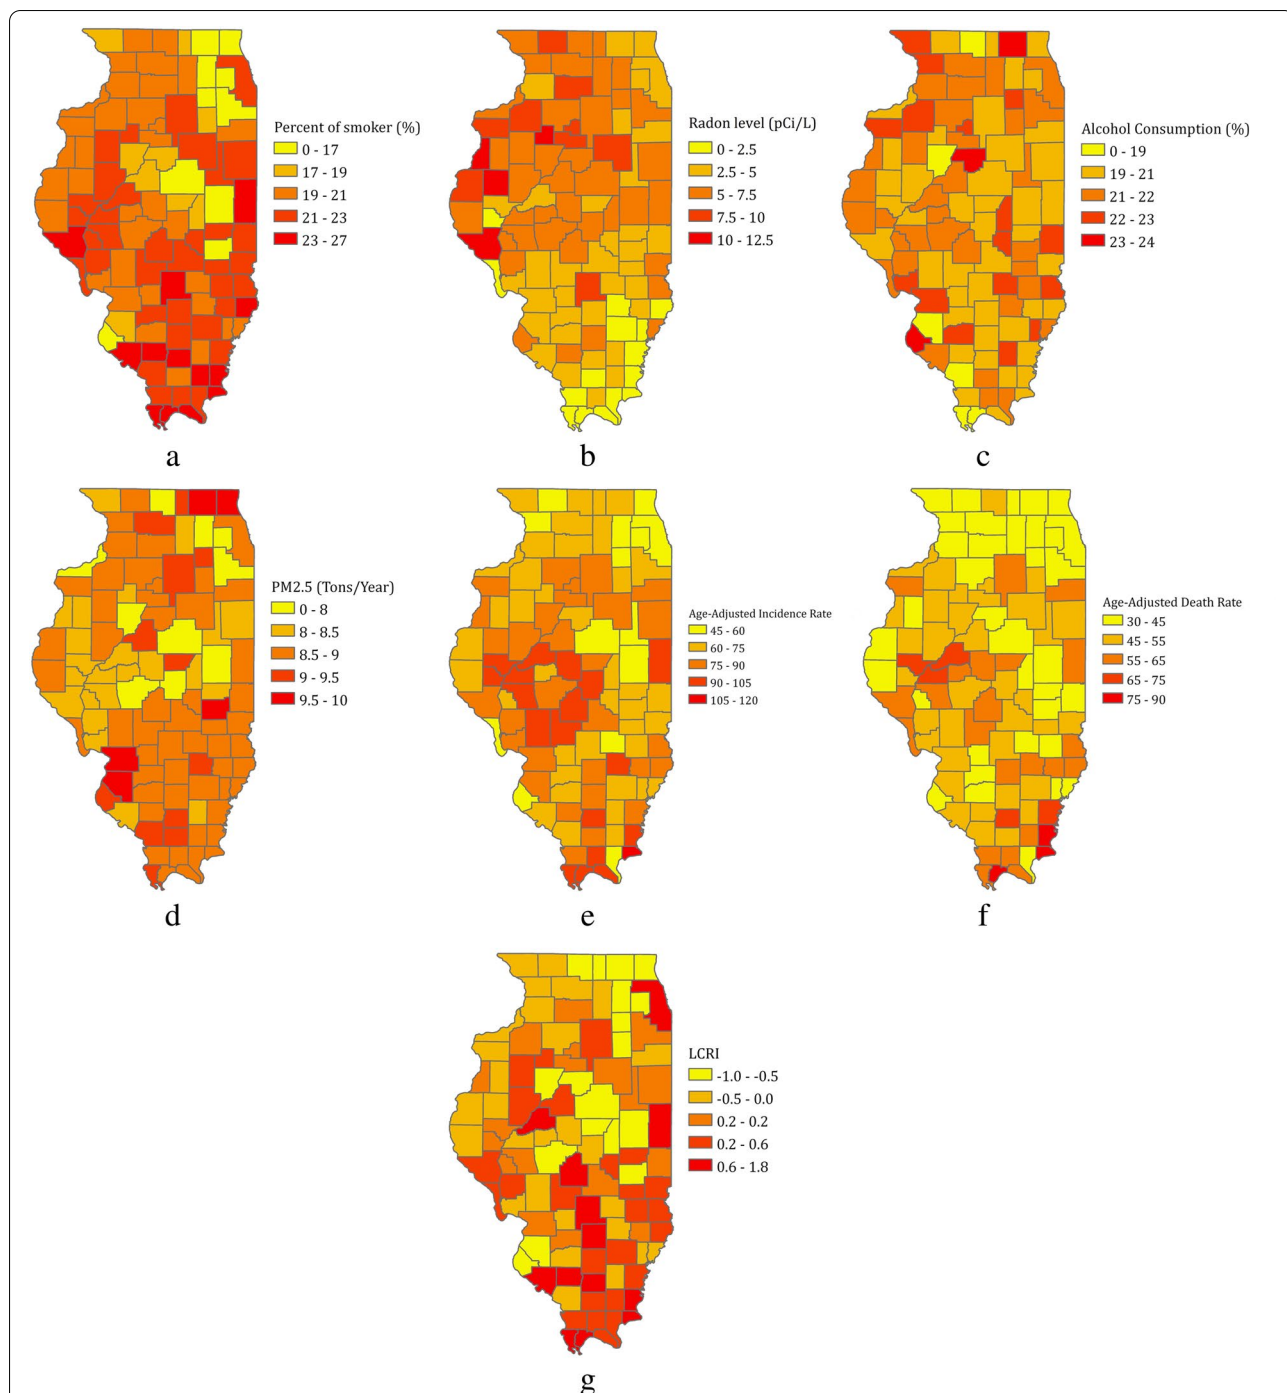 Percent of smoker (%)
0 - 17
17 - 19
19 - 21
21 - 23
23 - 27
a
Radon level (pCi/L)
0 - 2.5
2.5 - 5
5 - 7.5
7.5 - 10
10 - 12.5
b
Alcohol Consumption (%)
0 - 19
19 - 21
21 - 22
22 - 23
23 - 24
c
PM2.5 (Tons/Year)
0 - 8
8 - 8.5
8.5 - 9
9 - 9.5
9.5 - 10
d
Age-Adjusted Incidence Rate
45 - 60
60 - 75
75 - 90
90 - 105
105 - 120
e
Age-Adjusted Death Rate
30 - 45
45 - 55
55 - 65
65 - 75
75 - 90
f
LCRI
-1.0 - -0.5
-0.5 - 0.0
0.2 - 0.2
0.2 - 0.6
0.6 - 1.8
g